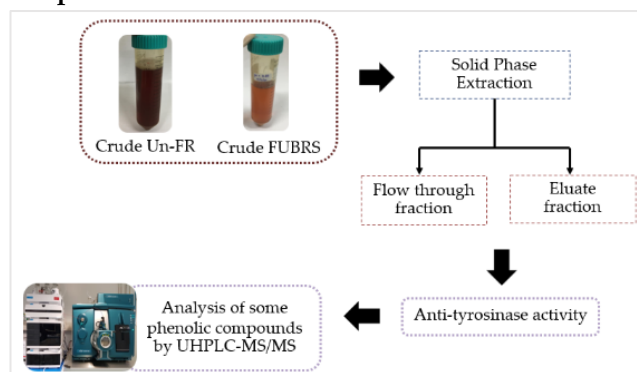 Crude Un-FR
Crude FUBRS
Solid Phase
Extraction
Flow through
fraction
Eluate
fraction
Anti-tyrosinase activity
Analysis of some
phenolic compounds
by UHPLC-MS/MS